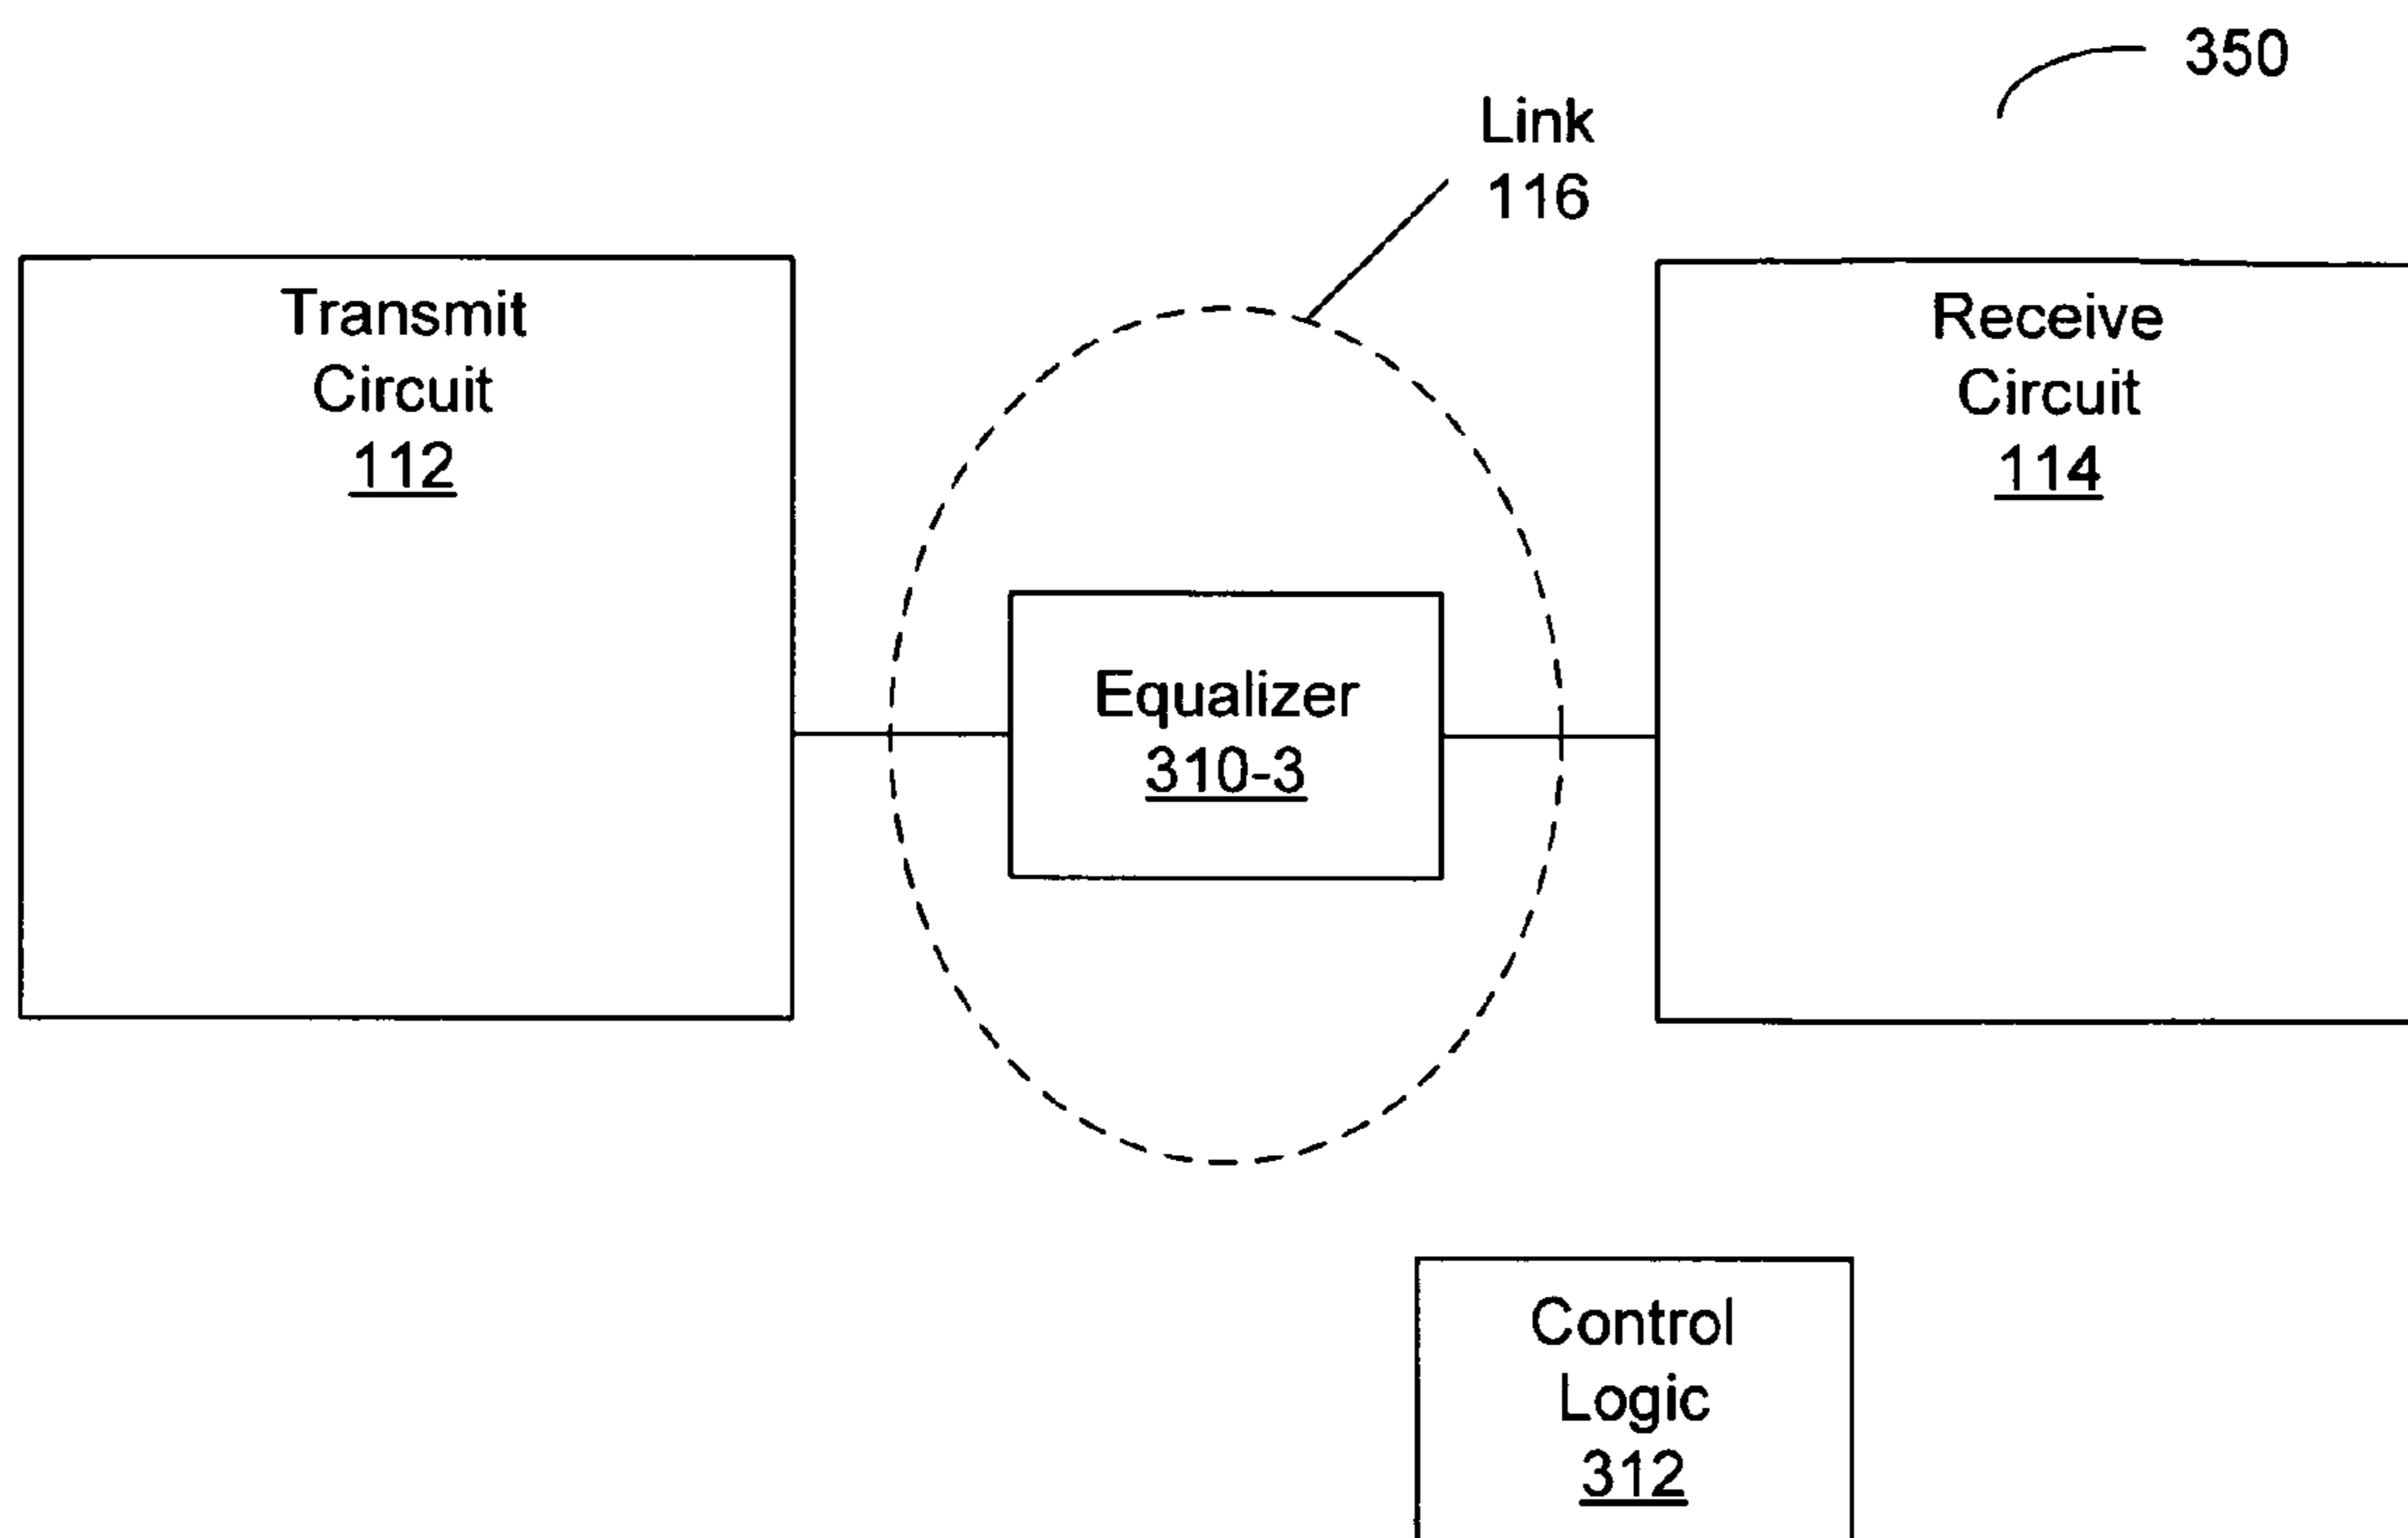 350
Link
116
Transmit
Circuit
112
Receive
Circuit
114
Equalizer
310-3
Control
Logic
312